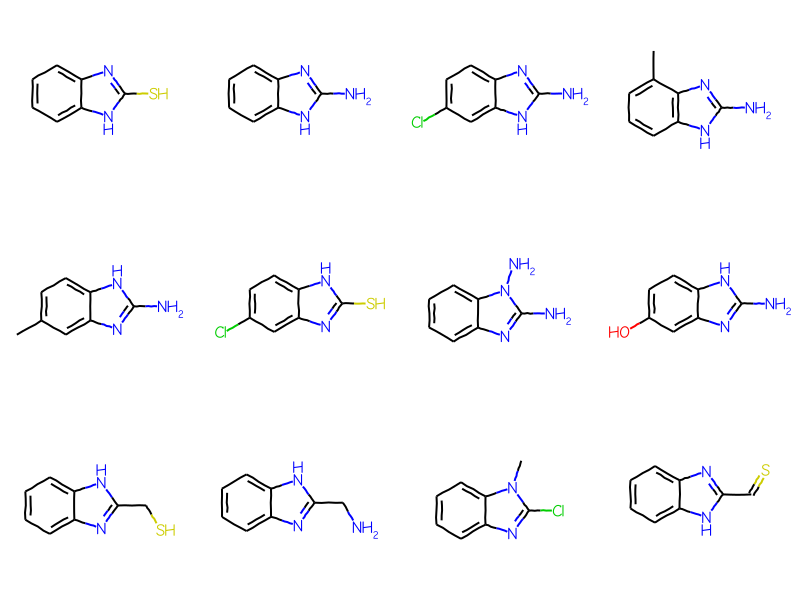 N SH N H
N NH2 N H
N NH2 N H Cl
N NH2 N H
H N NH2 N
H N SH N Cl
NH2 N NH2 N
H N NH2 N HO
H N N SH
H N N NH2
N Cl N
S N N H